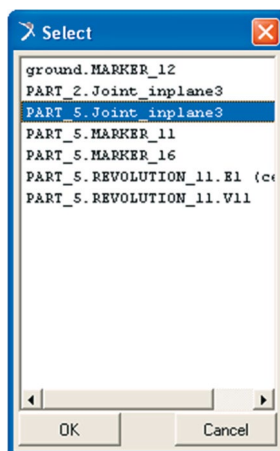 Select
ground.MARKER_12
PART_2.Joint_inplane3
PART_5.Joint_inplane3
PART_5.MARKER_11
PART_5.MARKER_16
PART_5.REVOLUTION_11.E1 (ce
PART_5.REVOLUTION_11.V11
OK
Cancel